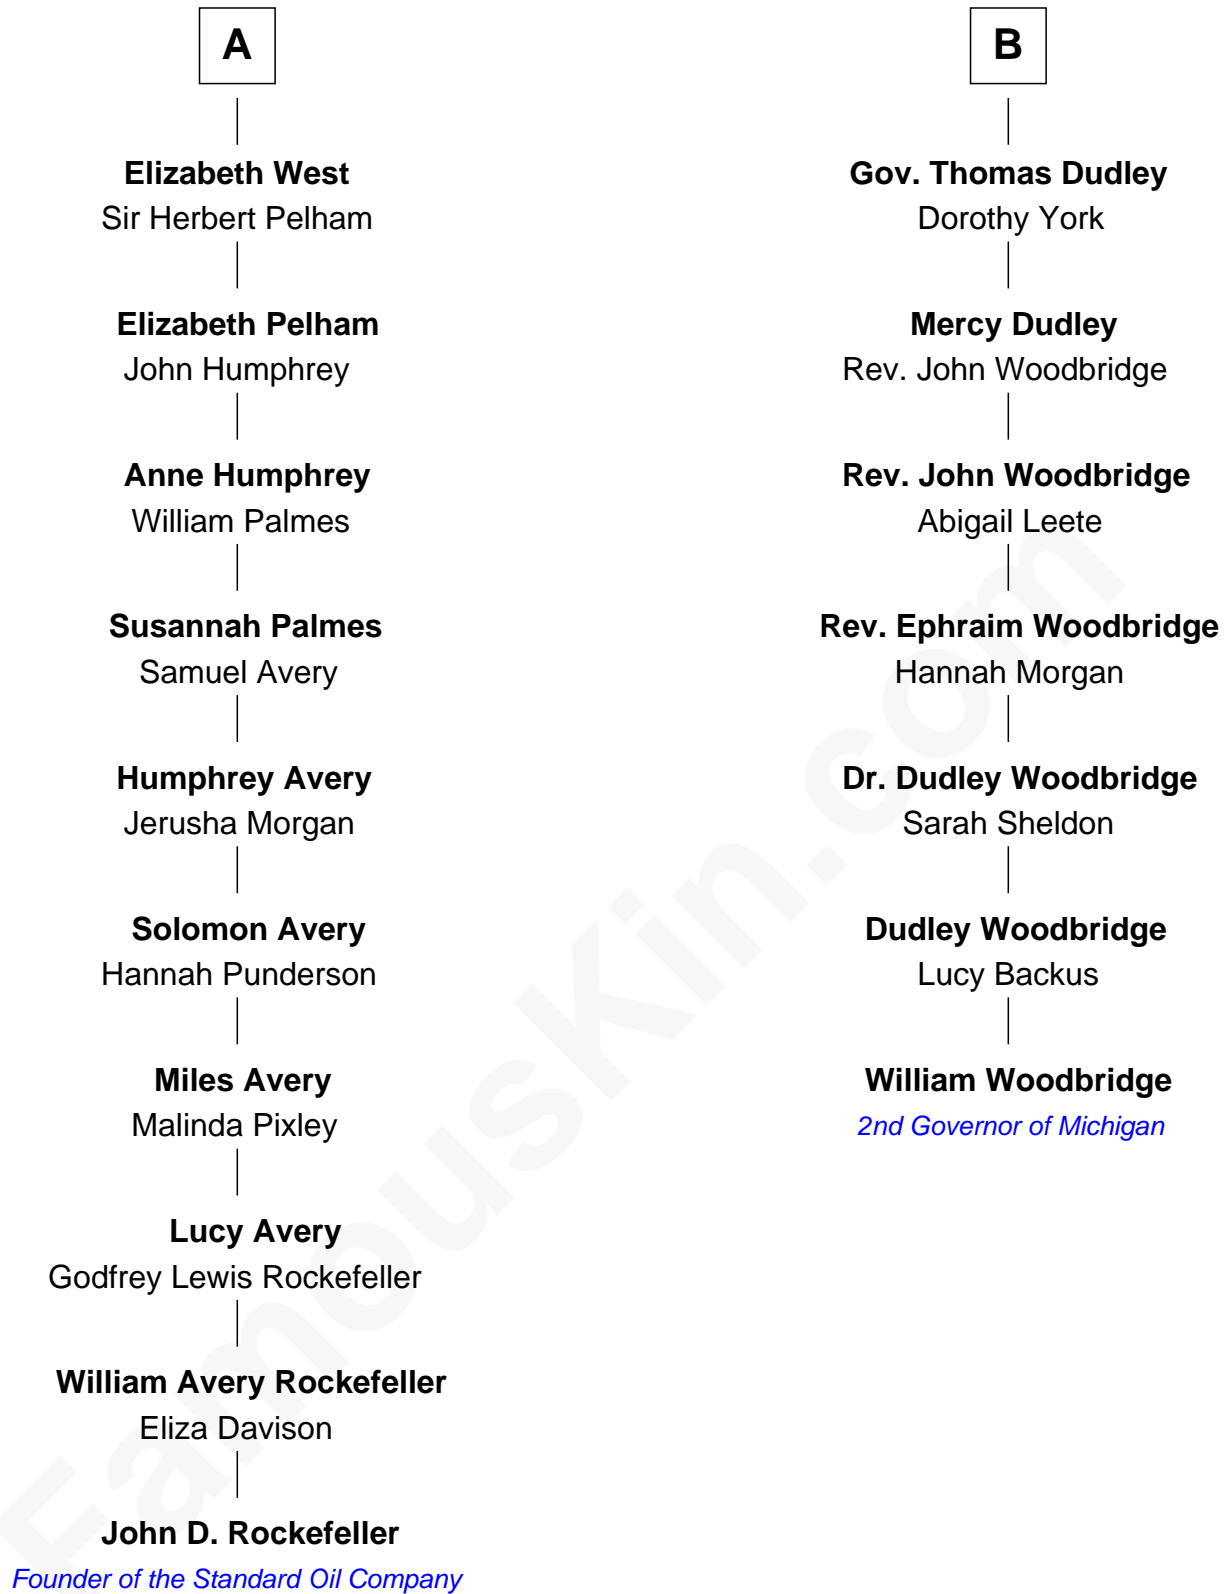 A
Elizabeth West
Sir Herbert Pelham
Elizabeth Pelham
John Humphrey
Anne Humphrey
William Palmes
Susannah Palmes
Samuel Avery
Humphrey Avery
Jerusha Morgan
Solomon Avery
Hannah Punderson
Miles Avery
Malinda Pixley
Lucy Avery
Godfrey Lewis Rockefeller
William Avery Rockefeller
Eliza Davison
John D. Rockefeller
Founder of the Standard Oil Company
B
Gov. Thomas Dudley
Dorothy York
Mercy Dudley
Rev. John Woodbridge
Rev. John Woodbridge
Abigail Leete
Rev. Ephraim Woodbridge
Hannah Morgan
Dr. Dudley Woodbridge
Sarah Sheldon
Dudley Woodbridge
Lucy Backus
William Woodbridge
2nd Governor of Michigan
FamousKin.com